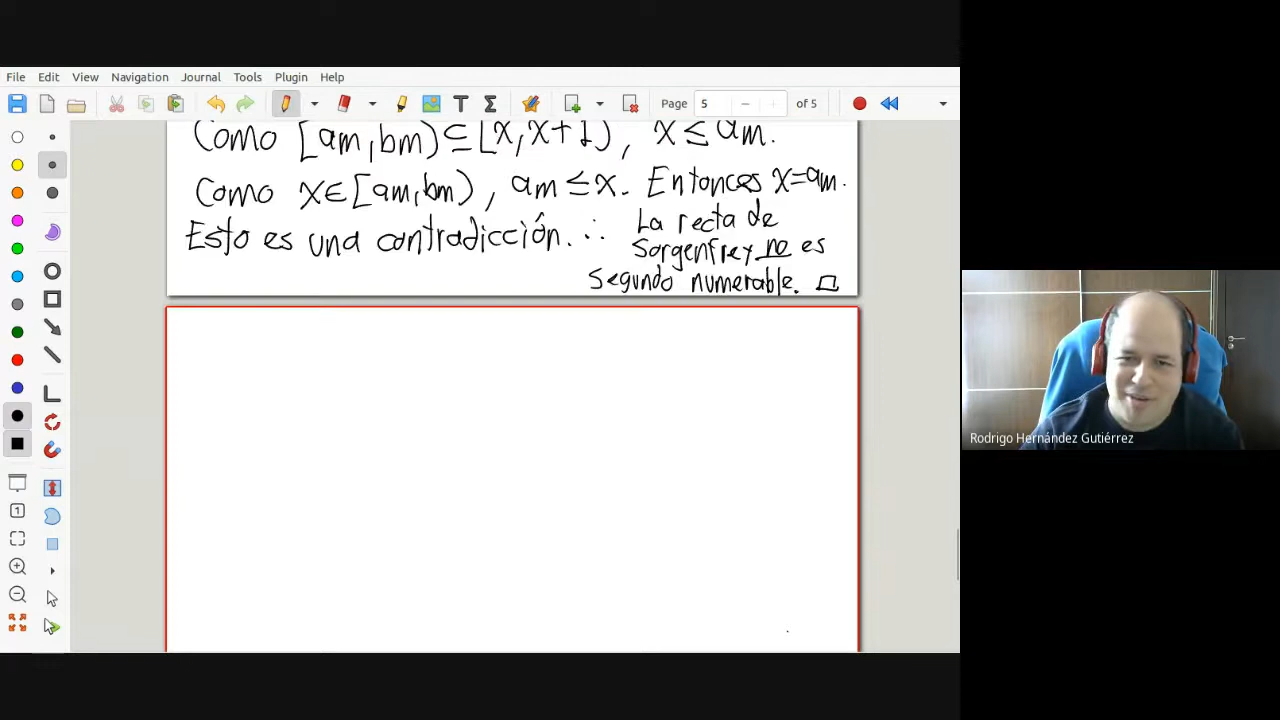 File Edit View Navigation Journal Tools Plugin Help
Page 5 of 5
Como [am, bm) ⊆ [x, x+1), x ≤ am.
Como x ∈ [am, bm), am ≤ x. Entonces x = am.
Esto es una contradicción. ∴ La recta de
Sorgenfrey no es
segundo numerable. □
Rodrigo Hernández Gutiérrez